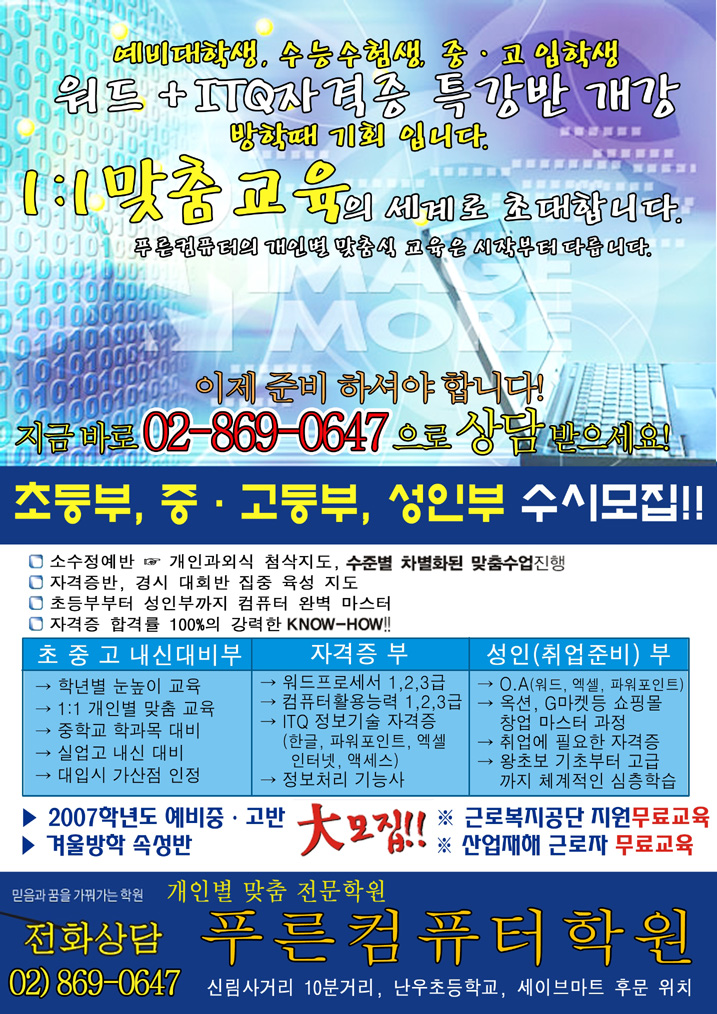 예비대학생, 수능수험생, 중·고 입학생
워드 + ITQ자격증 특강반 개강
방학때 기회 입니다.
1:1 맞춤교육의 세계로 초대합니다.
푸른컴퓨터의 개인별 맞춤식 교육은 시작부터 다릅니다.
IMAGE
MORE
이제 준비 하셔야 합니다!
지금 바로 02-869-0647 으로 상담 받으세요!
초등부, 중·고등부, 성인부 수시모집!!
소수정예반 ☞ 개인과외식 첨삭지도, 수준별 차별화된 맞춤수업진행
자격증반, 경시 대회반 집중 육성 지도
초등부부터 성인부까지 컴퓨터 완벽 마스터
자격증 합격률 100%의 강력한 KNOW-HOW!!
초 중 고 내신대비부
→ 학년별 눈높이 교육
→ 1:1 개인별 맞춤 교육
→ 중학교 학과목 대비
→ 실업고 내신 대비
→ 대입시 가산점 인정
자격증 부
→ 워드프로세서 1,2,3급
→ 컴퓨터활용능력 1,2,3급
→ ITQ 정보기술 자격증
(한글, 파워포인트, 엑셀
인터넷, 액세스)
→ 정보처리 기능사
성인(취업준비) 부
→ O.A(워드, 엑셀, 파워포인트)
→ 옥션, G마켓등 쇼핑몰
창업 마스터 과정
→ 취업에 필요한 자격증
→ 왕초보 기초부터 고급
까지 체계적인 심층학습
▶ 2007학년도 예비중·고반
▶ 겨울방학 속성반
大모집!!
※ 근로복지공단 지원무료교육
※ 산업재해 근로자 무료교육
믿음과 꿈을 가꿔가는 학원
개인별 맞춤 전문학원
전화상담
02) 869-0647
푸른컴퓨터학원
신림사거리 10분거리, 난우초등학교, 세이브마트 후문 위치